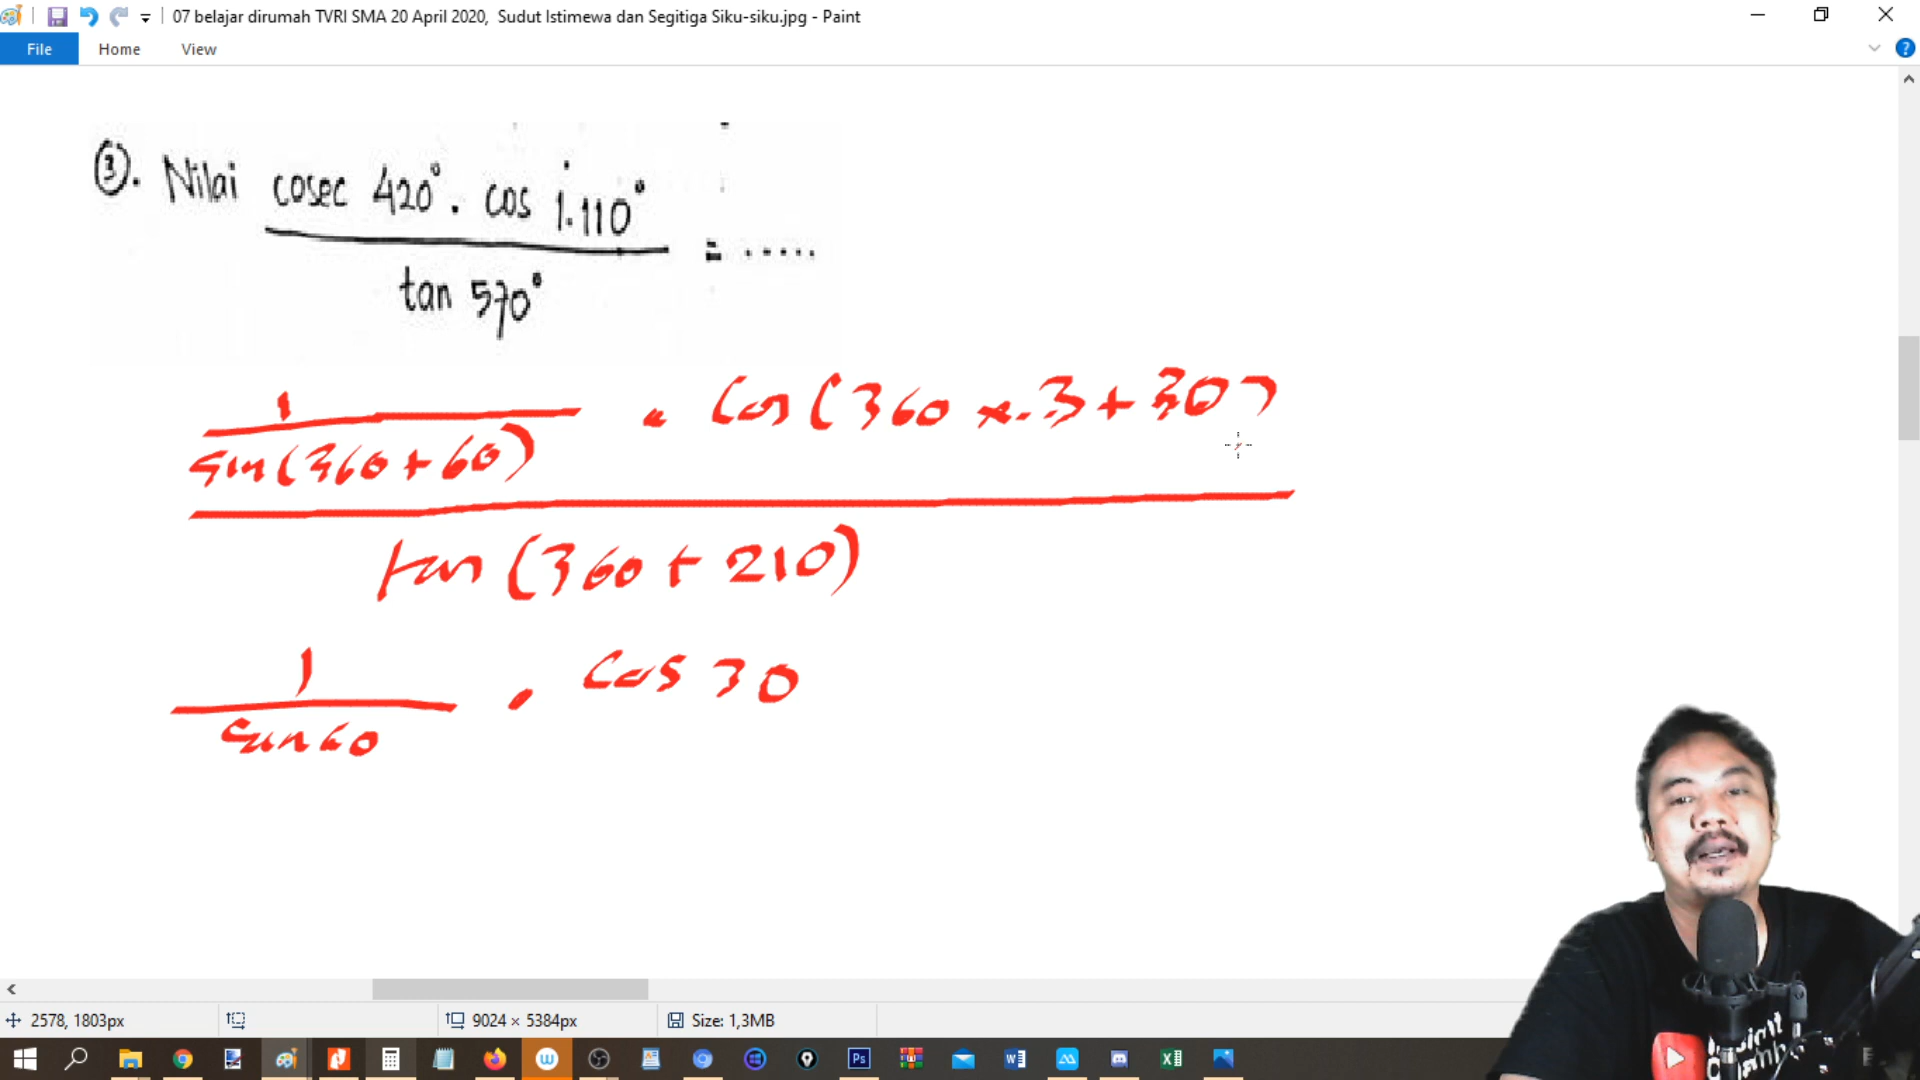 07 belajar dirumah TVRI SMA 20 April 2020, Sudut Istimewa dan Segitiga Siku-siku.jpg - Paint
File Home View
③. Nilai cosec 420° . cos 1.110°
= .....
tan 570°
1 . cos (360 x 3 + 30)
sin (360 + 60)
tan (360 + 210)
1 . cos 30
sin 60
2578, 1803px 9024 × 5384px Size: 1,3MB